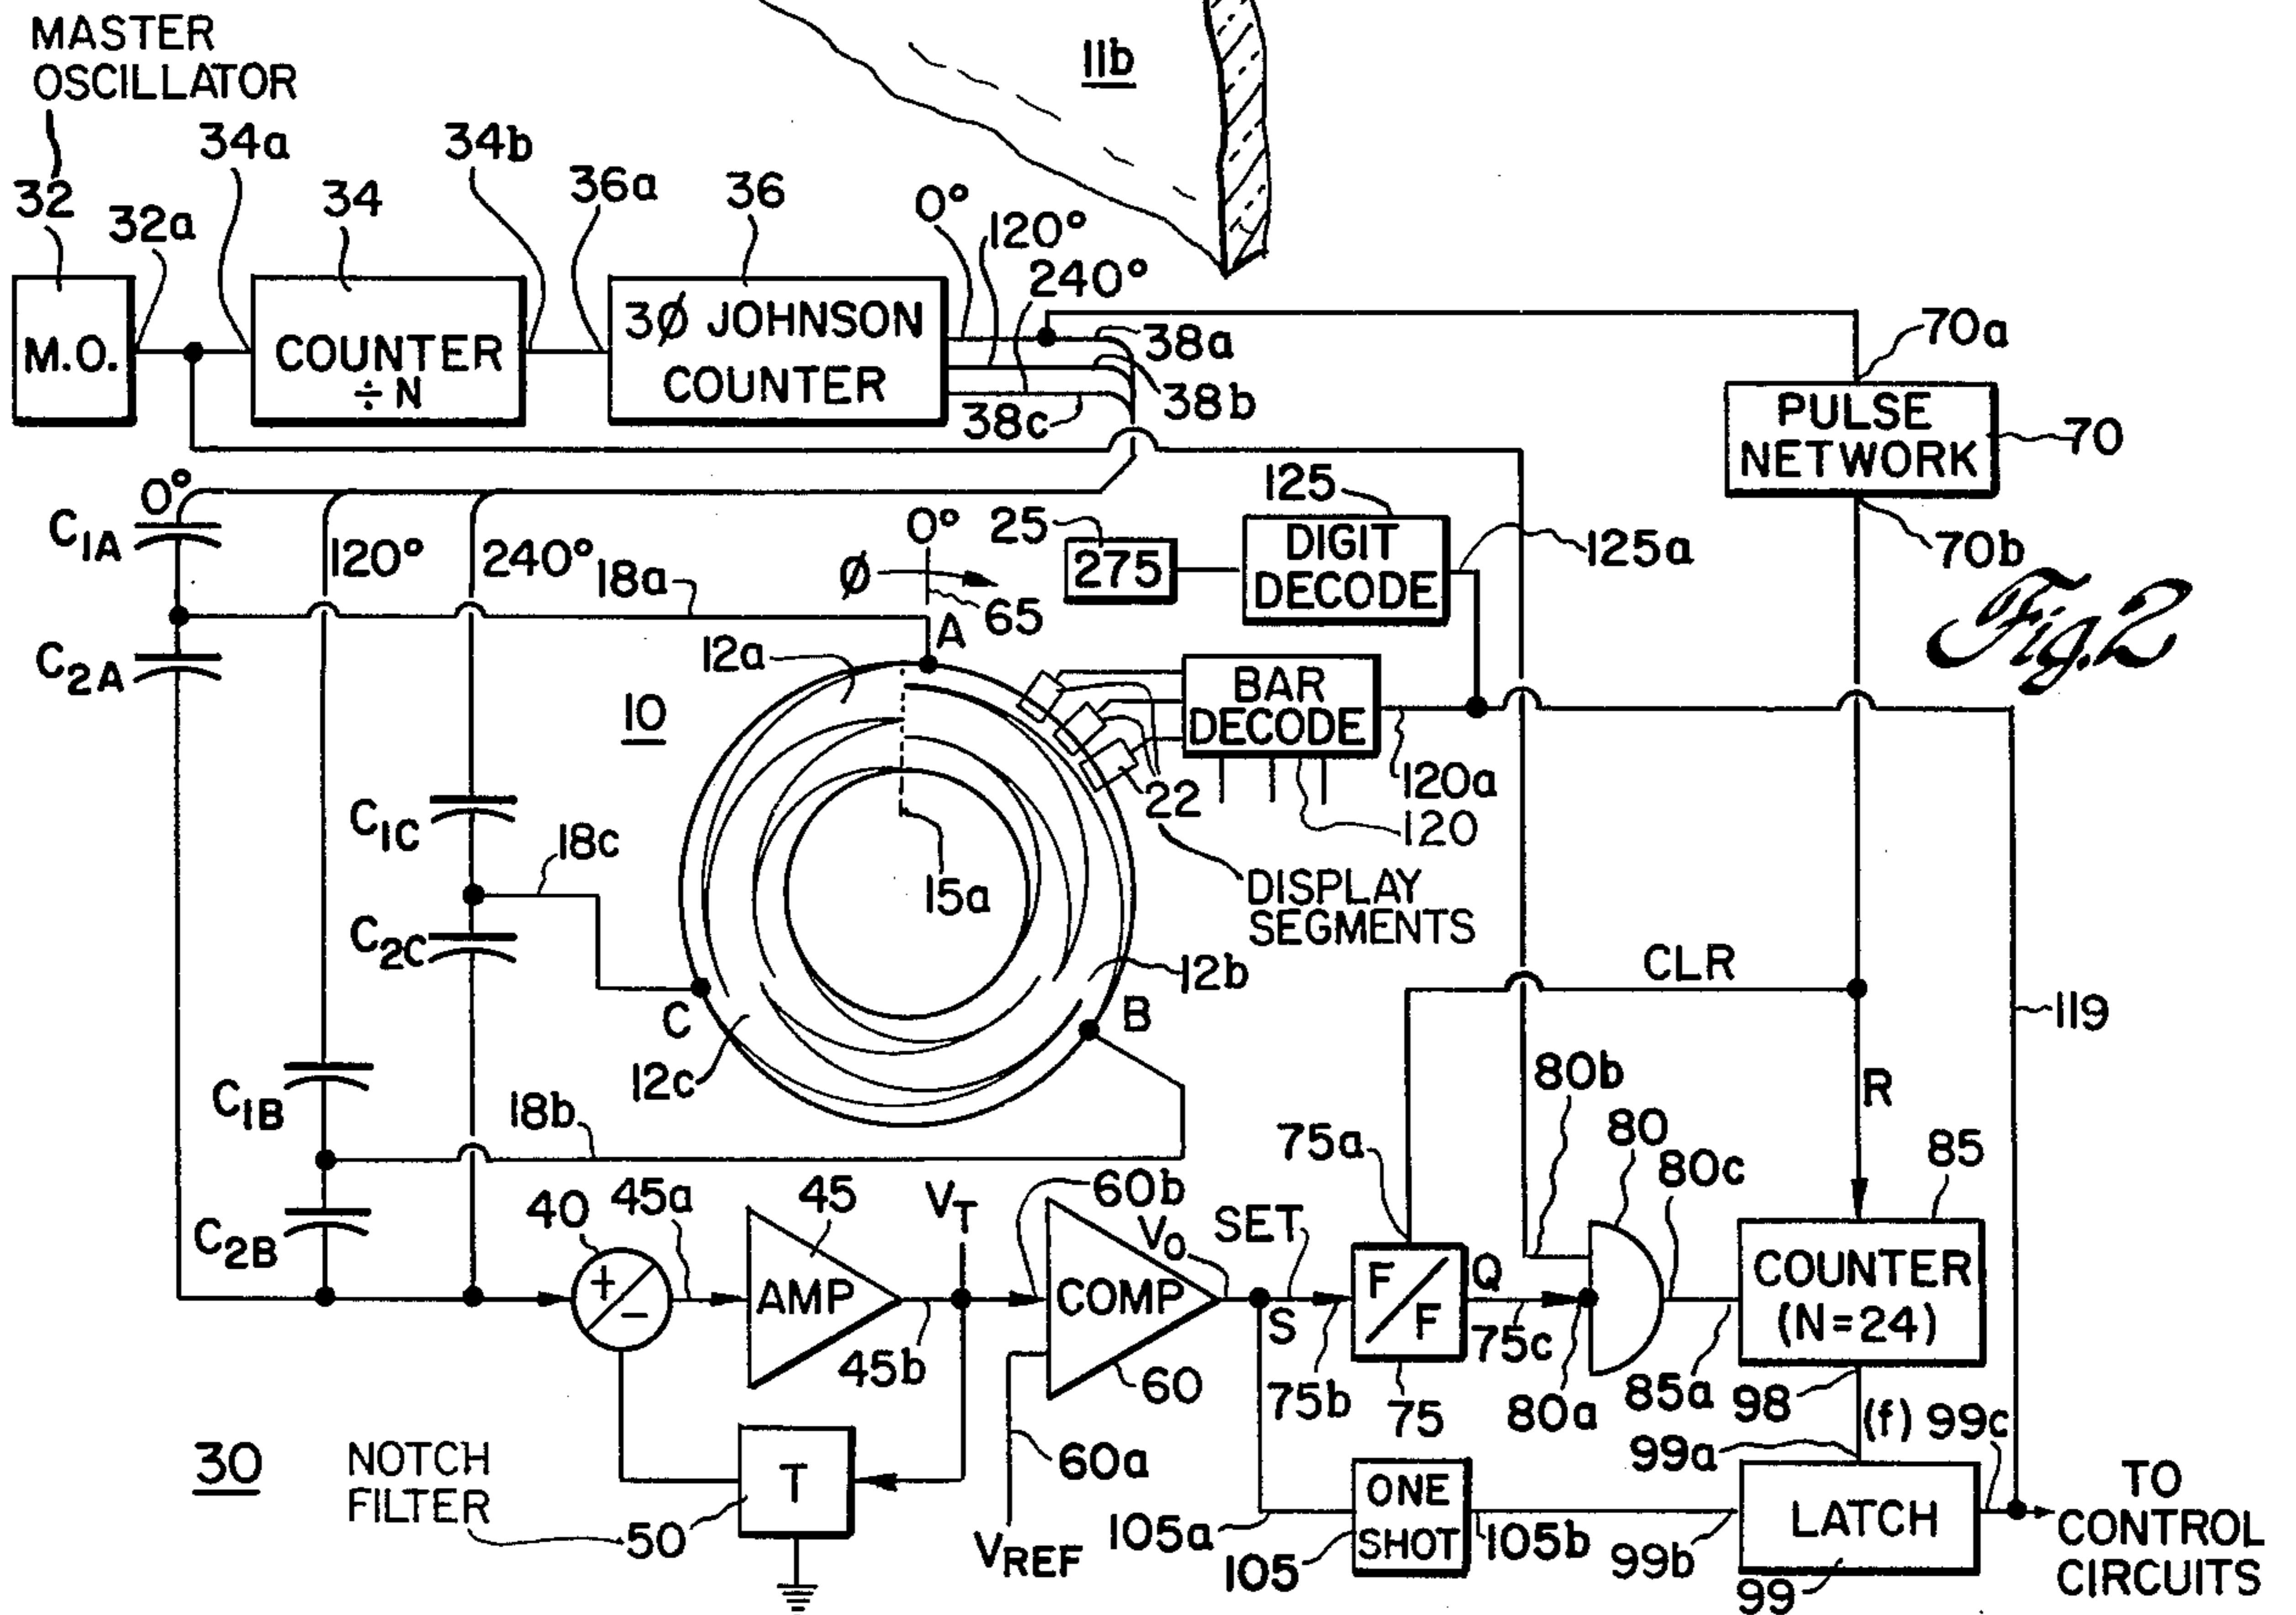 MASTER
OSCILLATOR
11b
34a
34b
32
32a
34
36a
36
0°
120°
240°
M.O.
COUNTER
÷N
3Ø JOHNSON
COUNTER
38a
38b
38c
70a
PULSE
NETWORK
70
70b
0°
C1A
120°
240°
18a
Ø
0°
65
25
275
125
DIGIT
DECODE
125a
Fig. 2
C2A
12a
A
10
BAR
DECODE
120a
120
22
DISPLAY
SEGMENTS
C1C
18c
C2C
15a
12b
CLR
119
C
B
12c
C1B
18b
80b
R
75a
80
80c
85
C2B
40
45a
45
VT
60b
VO
SET
+
-
AMP
COMP
S
F/F
Q
COUNTER
(N=24)
45b
60
75b
75
75c
80a
85a
98
(f)
99c
99a
30
NOTCH
FILTER
50
T
60a
VREF
105a
105
ONE
SHOT
105b
99b
LATCH
99
TO
CONTROL
CIRCUITS